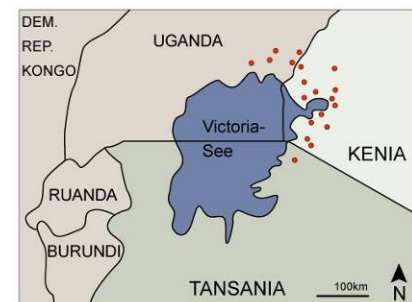 DEM.
REP.
KONGO
UGANDA
Victoria-
See
KENIA
RUANDA
BURUNDI
TANSANIA
100km
N